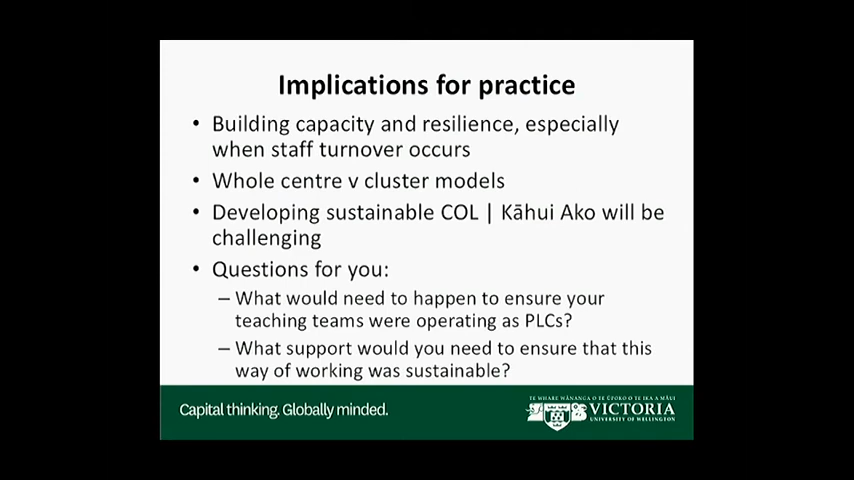 Implications for practice
• Building capacity and resilience, especially
when staff turnover occurs
• Whole centre v cluster models
• Developing sustainable COL | Kāhui Ako will be
challenging
• Questions for you:
– What would need to happen to ensure your
teaching teams were operating as PLCs?
– What support would you need to ensure that this
way of working was sustainable?
Capital thinking. Globally minded.
TE WHARE WĀNANGA O TE ŪPOKO O TE IKA A MĀUI
VICTORIA
UNIVERSITY OF WELLINGTON